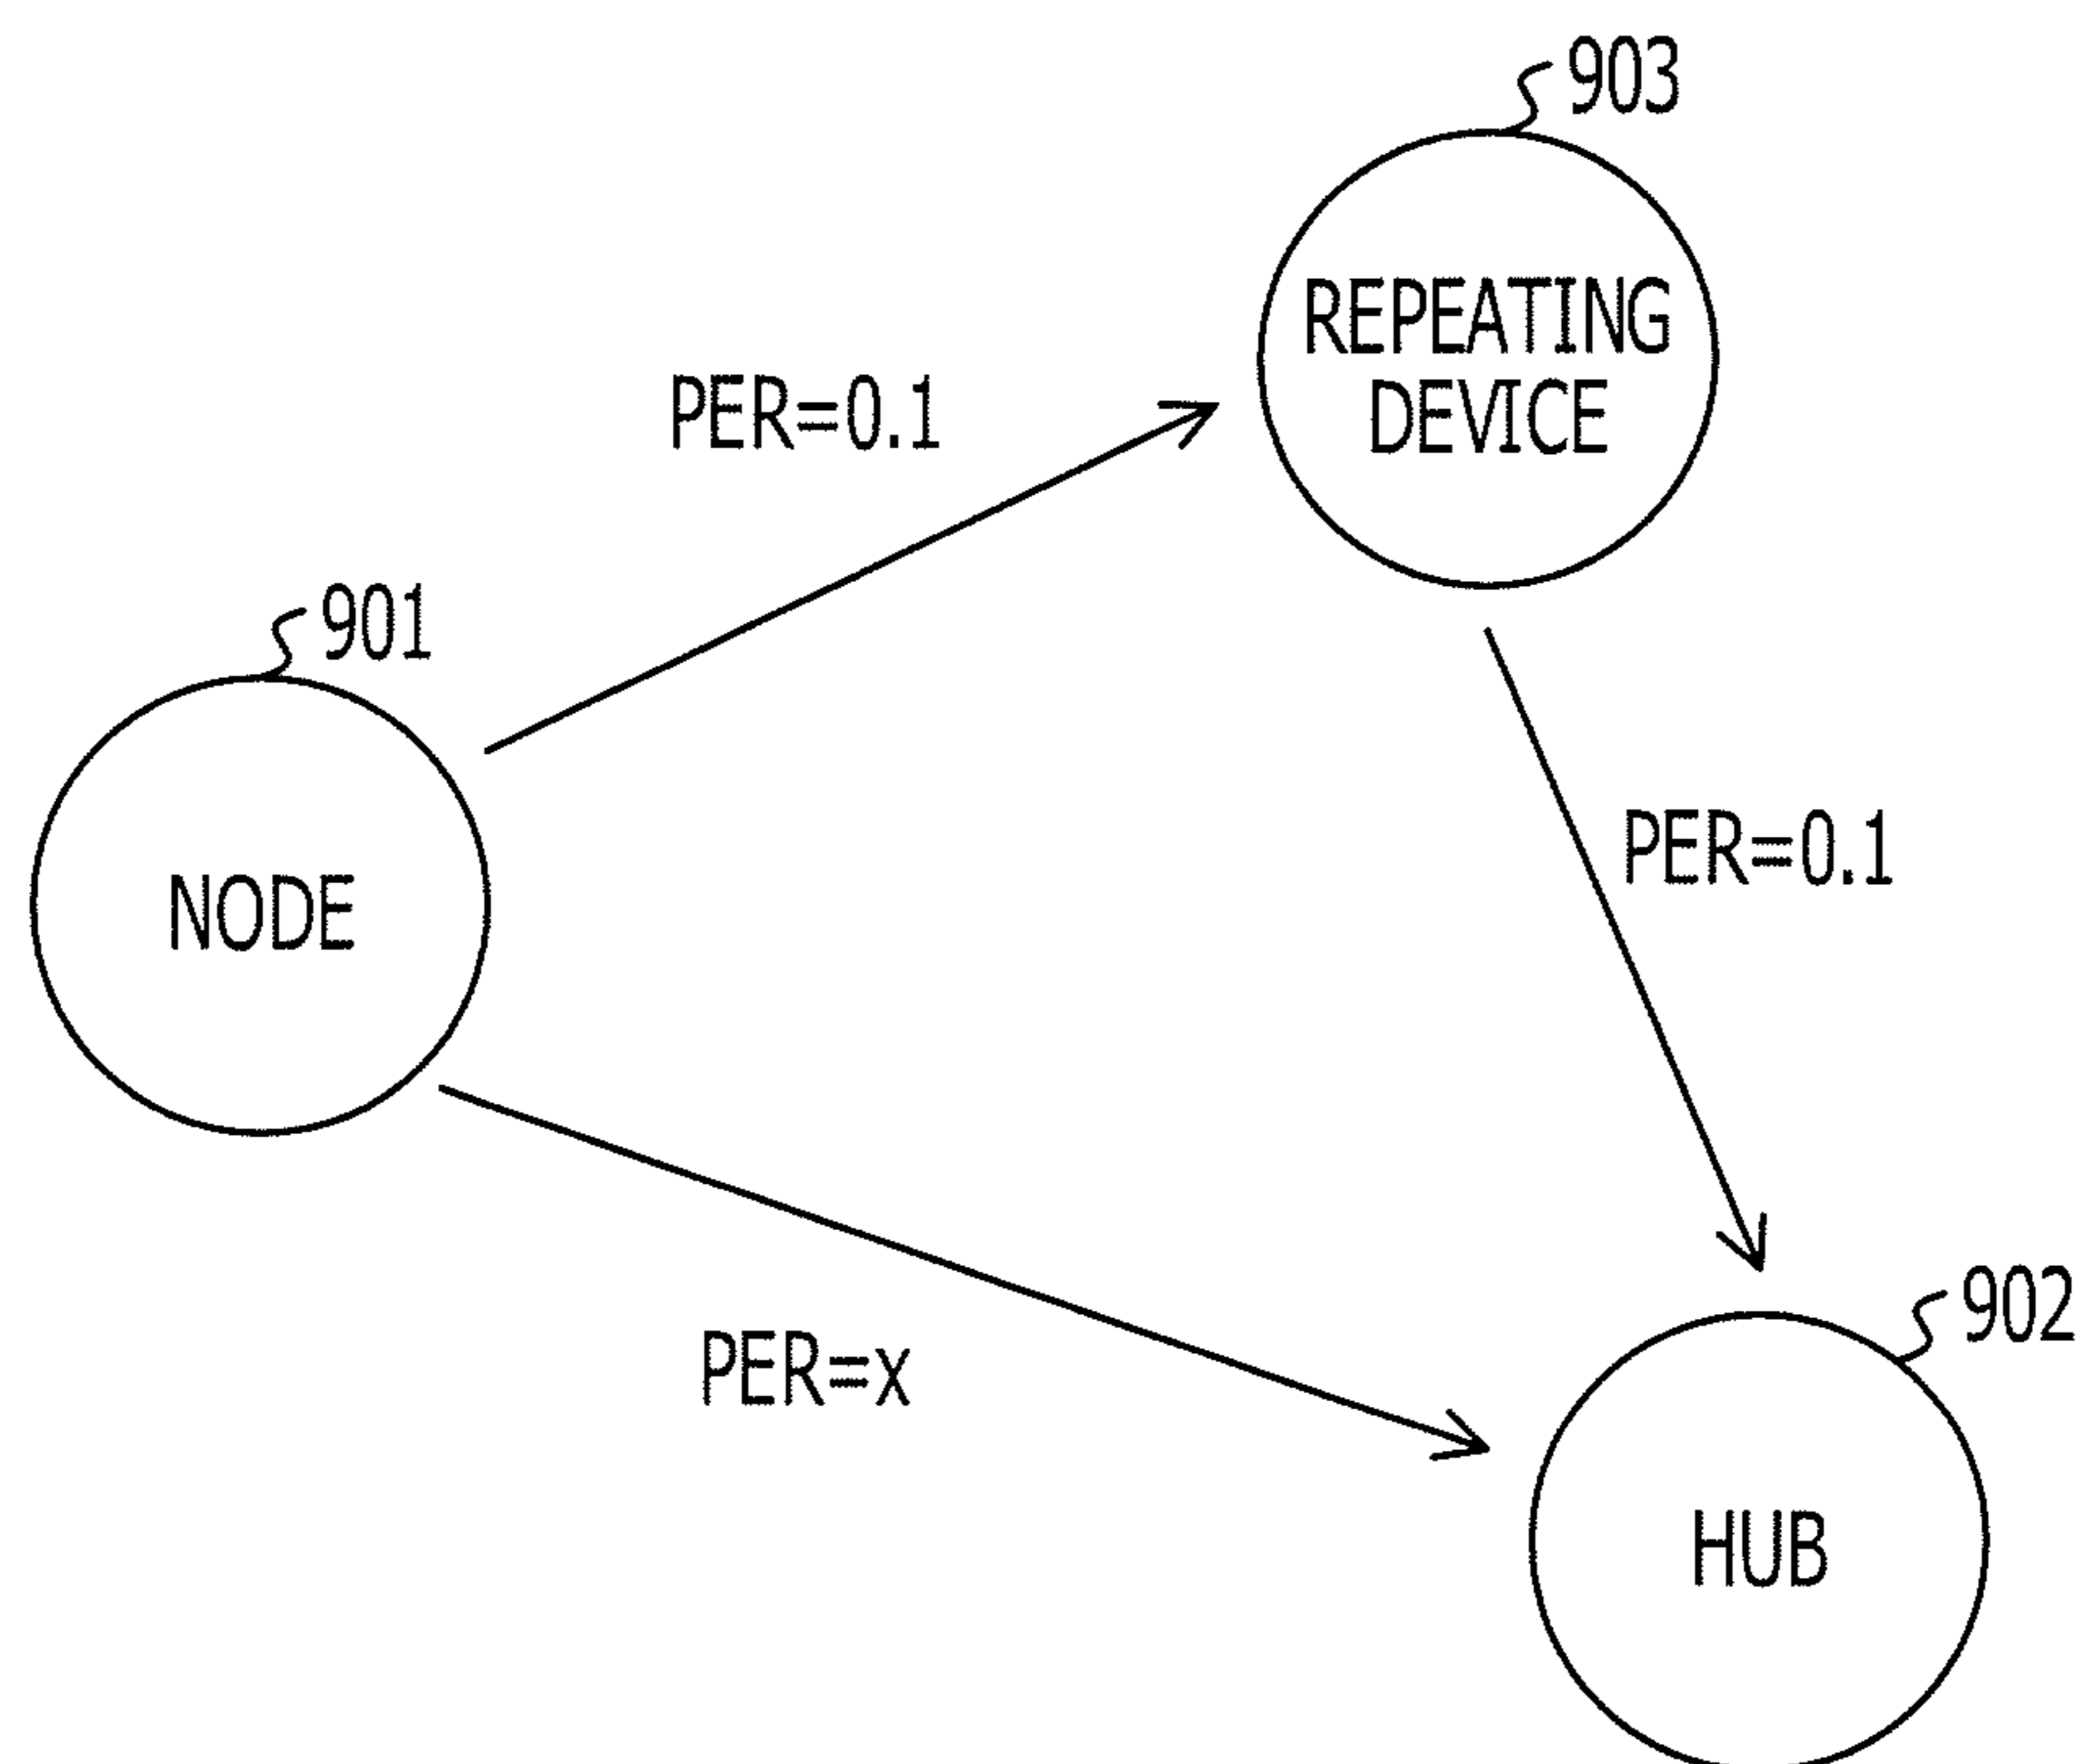 903
REPEATING
DEVICE
PER=0.1
901
NODE
PER=0.1
902
PER=x
HUB